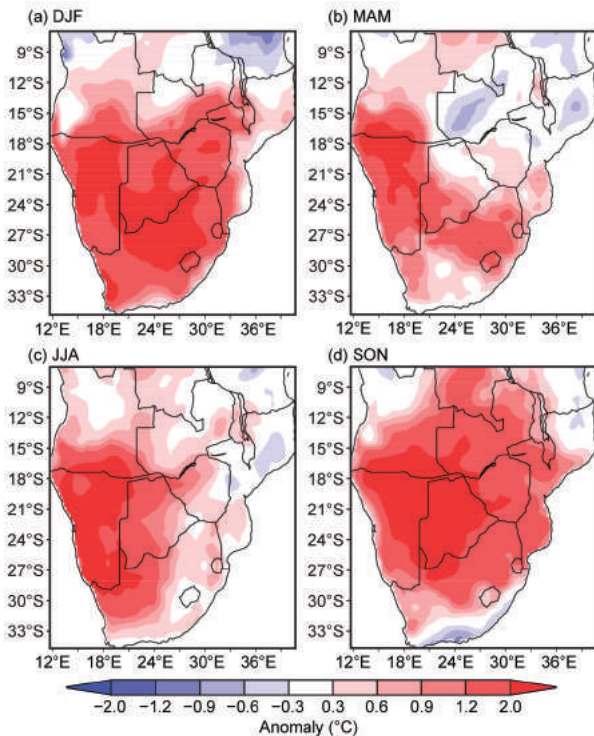 (a) DJF (b) MAM
9°S 9°S
12°S 12°S
15°S 15°S
18°S 18°S
21°S 21°S
24°S 24°S
27°S 27°S
30°S 30°S
33°S 33°S
12°E 18°E 24°E 30°E 36°E 12°E 18°E 24°E 30°E 36°E
(c) JJA (d) SON
9°S 9°S
12°S 12°S
15°S 15°S
18°S 18°S
21°S 21°S
24°S 24°S
27°S 27°S
30°S 30°S
33°S 33°S
12°E 18°E 24°E 30°E 36°E 12°E 18°E 24°E 30°E 36°E
−2.0 −1.2 −0.9 −0.6 −0.3 0.3 0.6 0.9 1.2 2.0
Anomaly (°C)